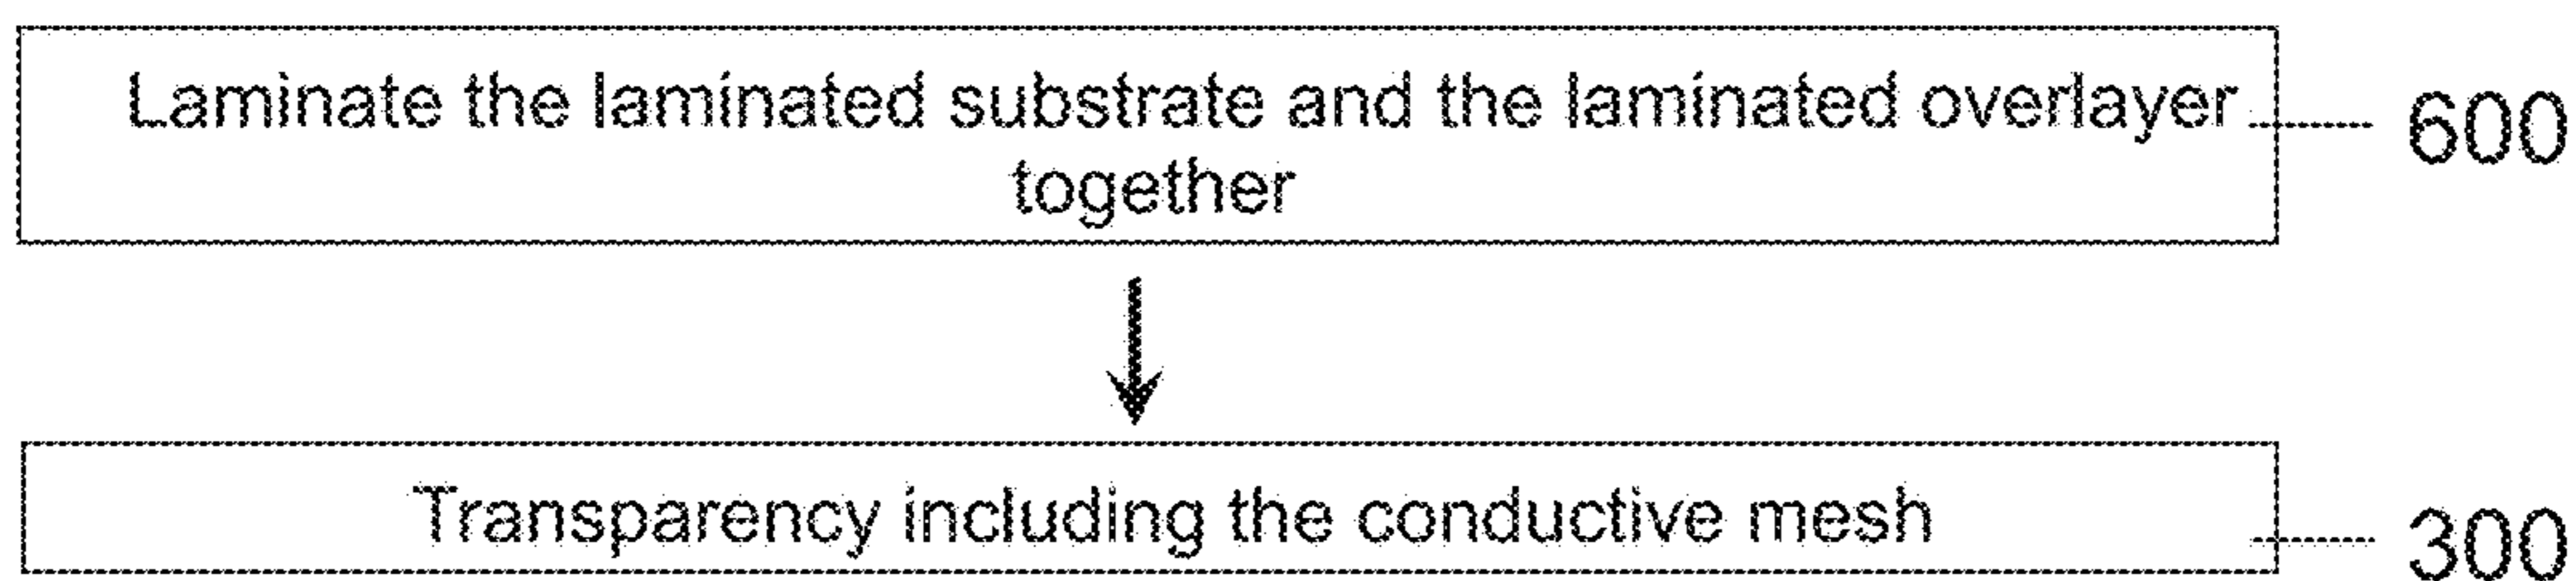 Laminate the laminated substrate and the laminated overlayer 600
together
Transparency including the conductive mesh 300